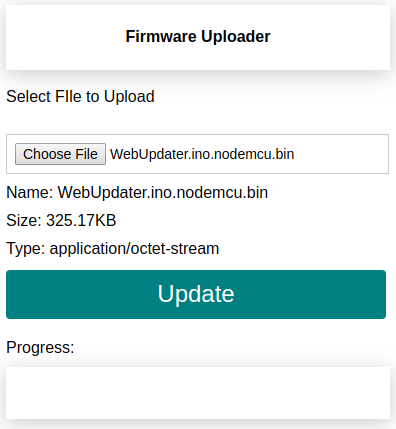 Firmware Uploader
Select FIle to Upload
Choose File WebUpdater.ino.nodemcu.bin
Name: WebUpdater.ino.nodemcu.bin
Size: 325.17KB
Type: application/octet-stream
Update
Progress: